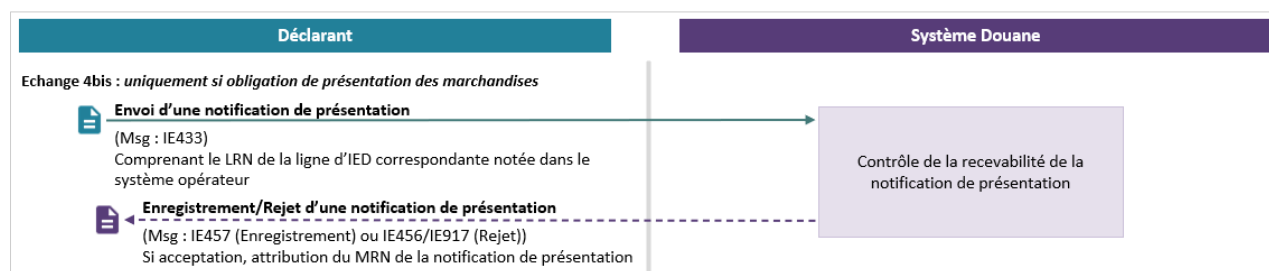 Déclarant
Système Douane
Echange 4bis : uniquement si obligation de présentation des marchandises
Envoi d'une notification de présentation
(Msg : IE433)
Comprenant le LRN de la ligne d'IED correspondante notée dans le
système opérateur
Contrôle de la recevabilité de la
notification de présentation
Enregistrement/Rejet d'une notification de présentation
(Msg : IE457 (Enregistrement) ou IE456/IE917 (Rejet))
Si acceptation, attribution du MRN de la notification de présentation